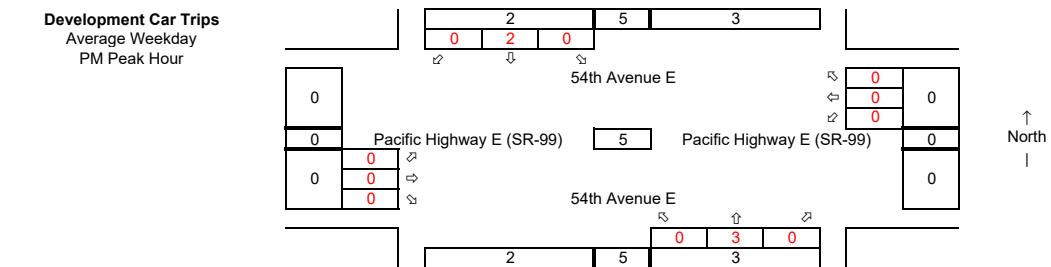 Development Car Trips
Average Weekday
PM Peak Hour
2 5 3
0 2 0
⬃ ⇩ ⬂
54th Avenue E
0
0
0
⬁ 0
⇦ 0
⬃ 0
0
0
0
Pacific Highway E (SR-99) 5 Pacific Highway E (SR-99)
0 ⬀
0 ⇨
0 ⬂
54th Avenue E
⬁ ⇧ ⬀
0 3 0
2 5 3
↑
North
|